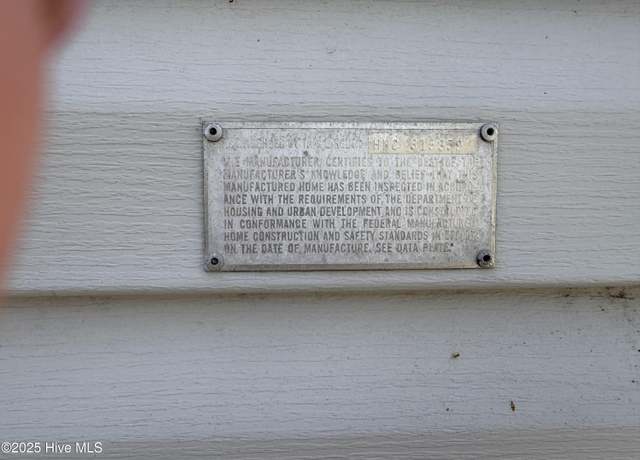 THE MANUFACTURER CERTIFIES TO THE BEST OF THE
MANUFACTURER'S KNOWLEDGE AND BELIEF THAT THIS
MANUFACTURED HOME HAS BEEN INSPECTED IN ACCORD-
ANCE WITH THE REQUIREMENTS OF THE DEPARTMENT OF
HOUSING AND URBAN DEVELOPMENT AND IS CONSTRUCTED
IN CONFORMANCE WITH THE FEDERAL MANUFACTURED
HOME CONSTRUCTION AND SAFETY STANDARDS IN EFFECT
ON THE DATE OF MANUFACTURE. SEE DATA PLATE.
©2025 Hive MLS